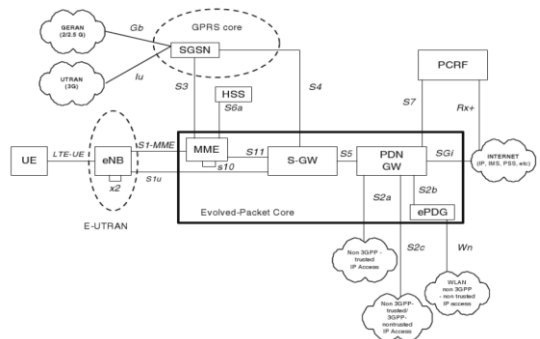 GERAN
(2/2.5 G)
Gb
GPRS core
SGSN
UTRAN
(3G)
Iu
PCRF
S3
HSS
S6a
S4
S7
Rx+
UE
LTE-UE
eNB
x2
S1-MME
S1u
MME
s10
S11
S-GW
S5
PDN
GW
SGi
INTERNET
(IP, IMS, PSS, etc)
S2a
S2b
ePDG
Evolved-Packet Core
E-UTRAN
S2c
Wn
Non 3GPP -
trusted
IP Access
Non 3GPP-
trusted/
3GPP-
nontrusted
IP Access
WLAN
non 3GPP
- non trusted
IP access